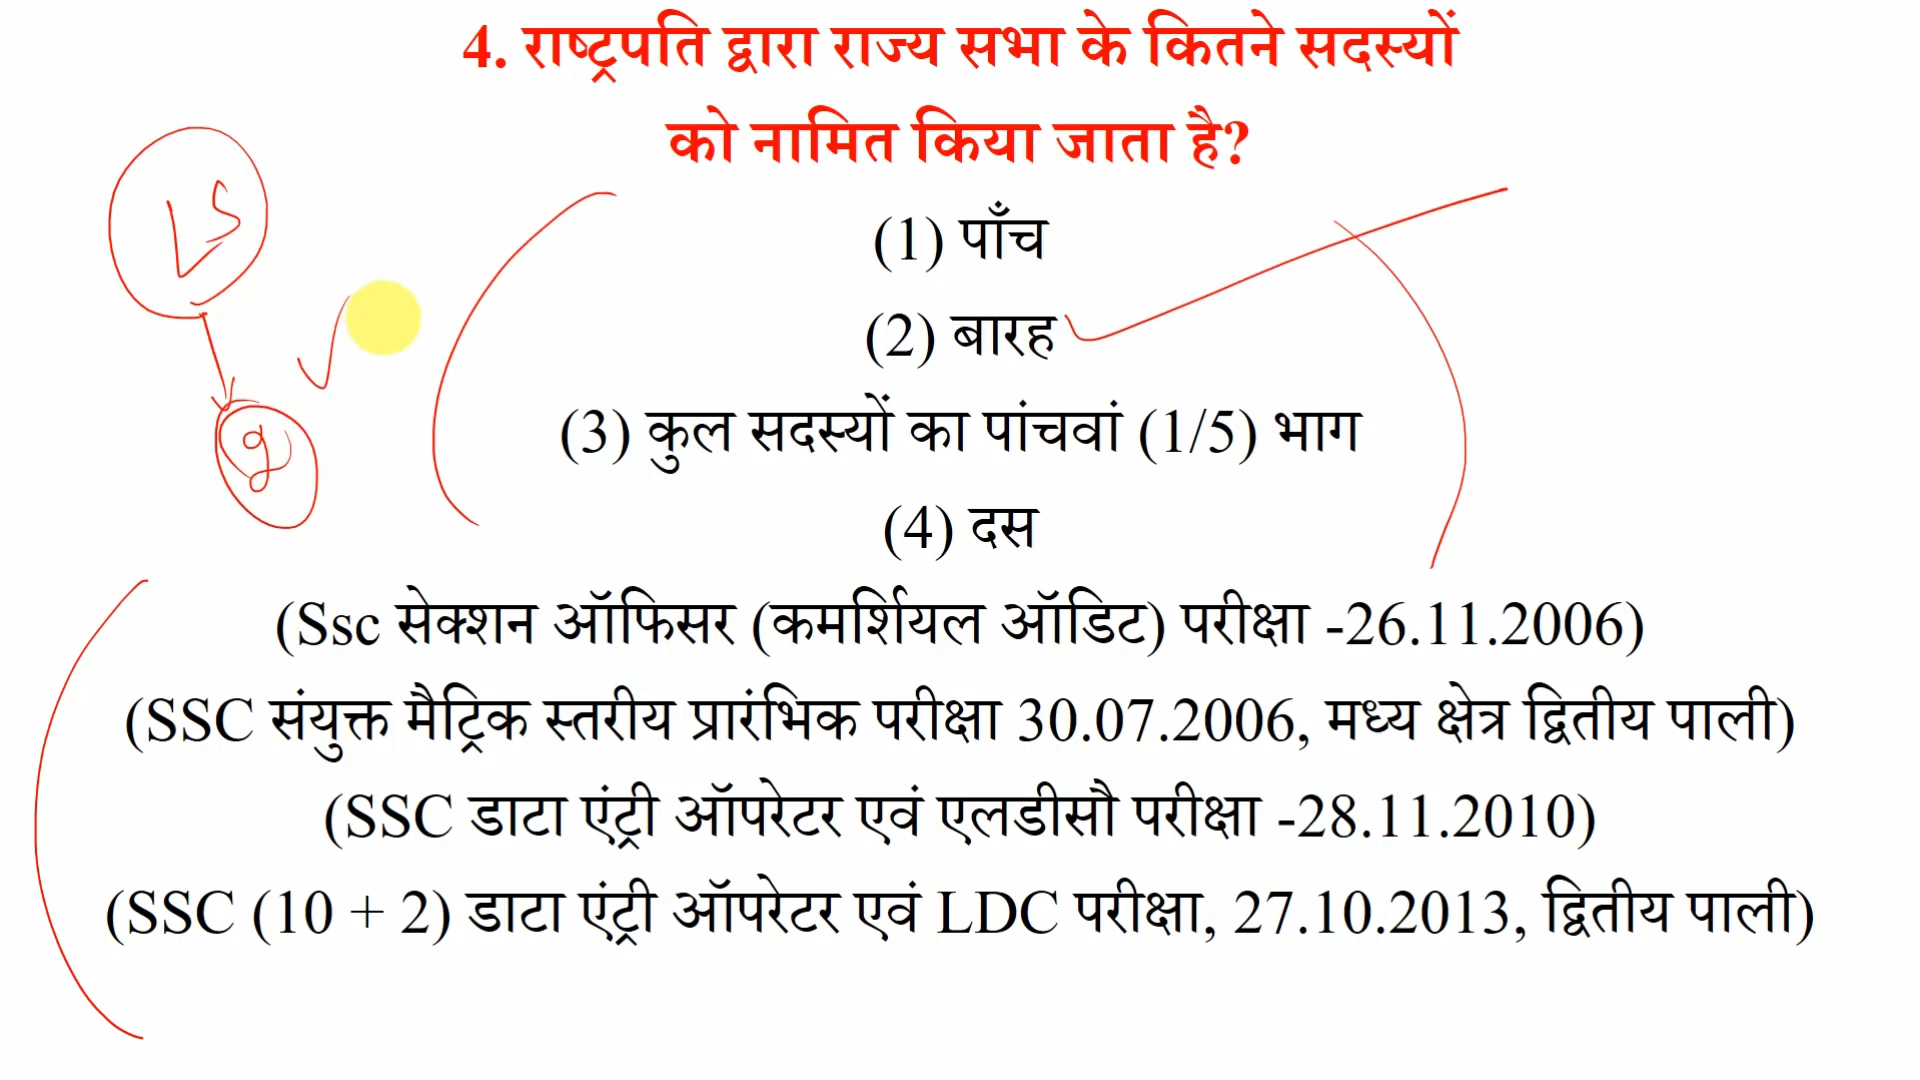 4. राष्ट्रपति द्वारा राज्य सभा के कितने सदस्यों
को नामित किया जाता है?
LS
(1) पाँच
(2) बारह
(3) कुल सदस्यों का पांचवां (1/5) भाग
(4) दस
(Ssc सेक्शन ऑफिसर (कमर्शियल ऑडिट) परीक्षा -26.11.2006)
(SSC संयुक्त मैट्रिक स्तरीय प्रारंभिक परीक्षा 30.07.2006, मध्य क्षेत्र द्वितीय पाली)
(SSC डाटा एंट्री ऑपरेटर एवं एलडीसौ परीक्षा -28.11.2010)
(SSC (10 + 2) डाटा एंट्री ऑपरेटर एवं LDC परीक्षा, 27.10.2013, द्वितीय पाली)